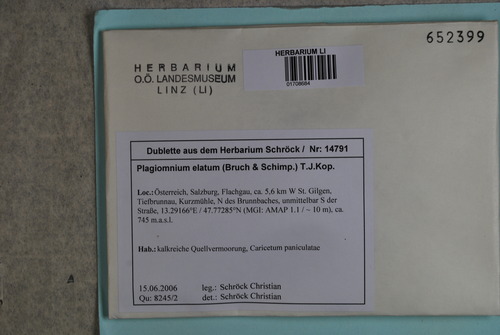 652399
HERBARIUM
O.Ö. LANDESMUSEUM
LINZ (LI)
HERBARIUM LI
01708694
Dublette aus dem Herbarium Schröck / Nr: 14791
Plagiomnium elatum (Bruch & Schimp.) T.J.Kop.
Loc.:Österreich, Salzburg, Flachgau, ca. 5,6 km W St. Gilgen,
Tiefbrunnau, Kurzmühle, N des Brunnbaches, unmittelbar S der
Straße, 13.29166°E / 47.77285°N (MGI: AMAP 1.1 / ~ 10 m), ca.
745 m.a.s.l.
Hab.:kalkreiche Quellvermoorung, Caricetum paniculatae
15.06.2006 leg.: Schröck Christian
Qu: 8245/2 det.: Schröck Christian